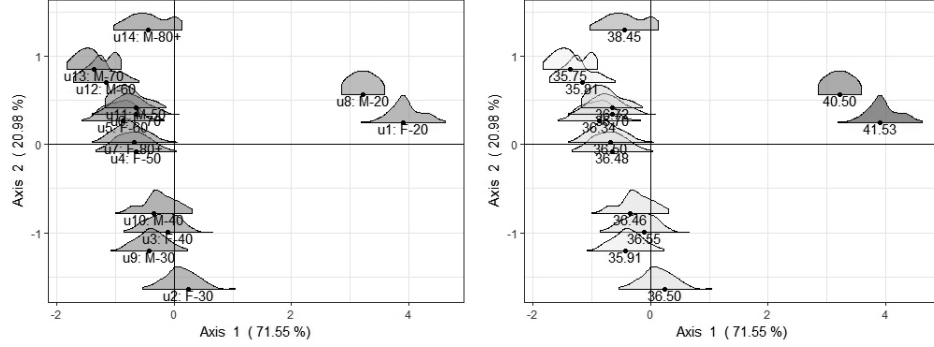 u14: M-80+
u13: M-70
u12: M-60
u8: M-20
u1: F-20
u5: F-60
u7: F-80+
u4: F-50
u10: M-40
u3: F-40
u9: M-30
u2: F-30
1
0
-1
-2
0
2
4
Axis 1 ( 71.55 %)
Axis 2 ( 20.98 %)
38.45
35.75
35.81
40.50
41.53
36.34
36.48
36.55
35.91
36.50
1
0
-1
-2
0
2
4
Axis 1 ( 71.55 %)
Axis 2 ( 20.98 %)